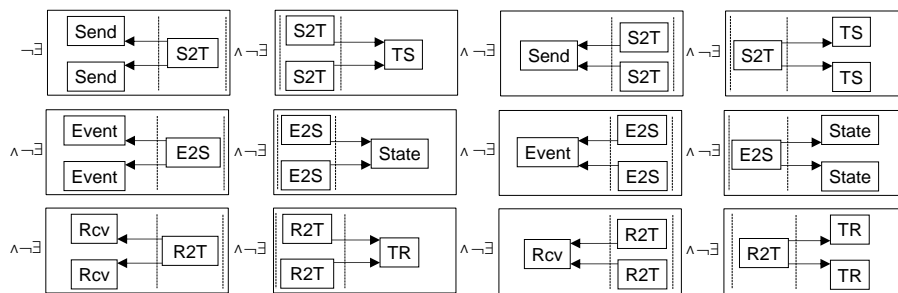 ¬∃ Send Send S2T ∧¬∃ S2T S2T TS ∧¬∃ Send S2T S2T ∧¬∃ S2T TS TS
∧¬∃ Event Event E2S ∧¬∃ E2S E2S State ∧¬∃ Event E2S E2S ∧¬∃ E2S State State
∧¬∃ Rcv Rcv R2T ∧¬∃ R2T R2T TR ∧¬∃ Rcv R2T R2T ∧¬∃ R2T TR TR